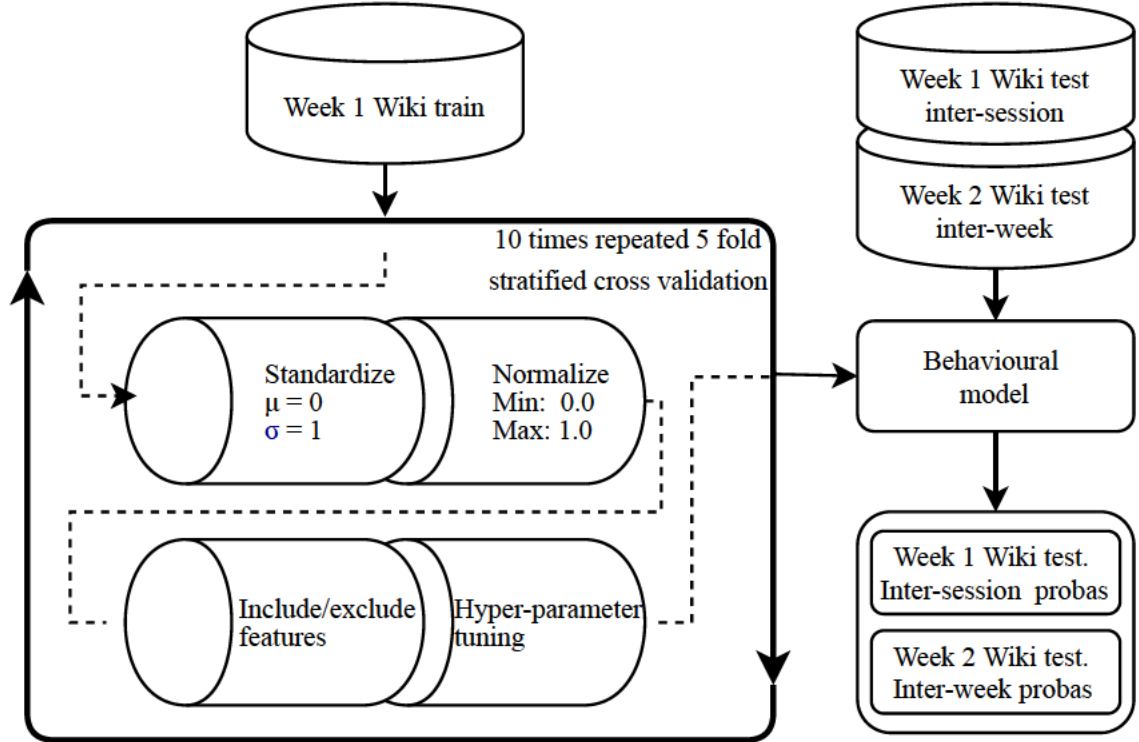 Week 1 Wiki train
10 times repeated 5 fold
stratified cross validation
Standardize
μ = 0
σ = 1
Normalize
Min: 0.0
Max: 1.0
Include/exclude
features
Hyper-parameter
tuning
Week 1 Wiki test
inter-session
Week 2 Wiki test
inter-week
Behavioural
model
Week 1 Wiki test.
Inter-session probas
Week 2 Wiki test.
Inter-week probas